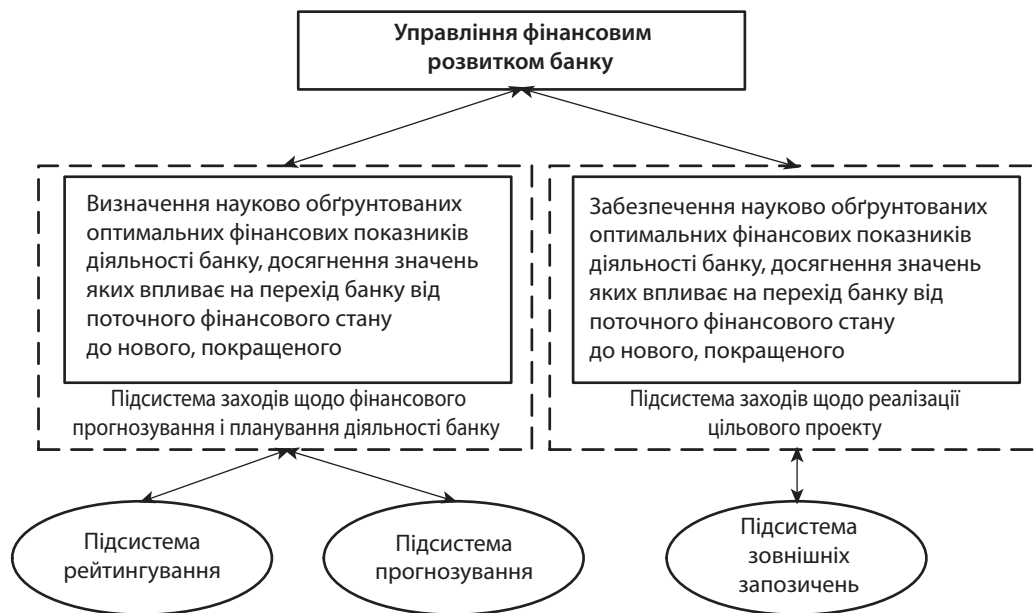 Управління фінансовим
розвитком банку
Визначення науково обґрунтованих
оптимальних фінансових показників
діяльності банку, досягнення значень
яких впливає на перехід банку від
поточного фінансового стану
до нового, покращеного
Підсистема заходів щодо фінансового
прогнозування і планування діяльності банку
Забезпечення науково обґрунтованих
оптимальних фінансових показників
діяльності банку, досягнення значень
яких впливає на перехід банку від
поточного фінансового стану
до нового, покращеного
Підсистема заходів щодо реалізації
цільового проекту
Підсистема
рейтингування
Підсистема
прогнозування
Підсистема
зовнішніх
запозичень